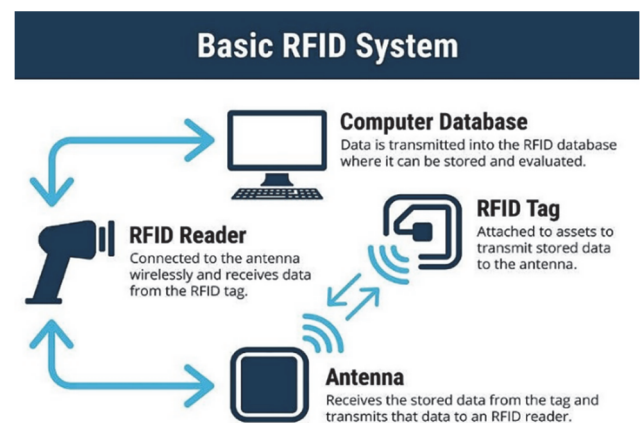 Basic RFID System
Computer Database
Data is transmitted into the RFID database
where it can be stored and evaluated.
RFID Tag
Attached to assets to
transmit stored data
to the antenna.
RFID Reader
Connected to the antenna
wirelessly and receives data
from the RFID tag.
Antenna
Receives the stored data from the tag and
transmits that data to an RFID reader.